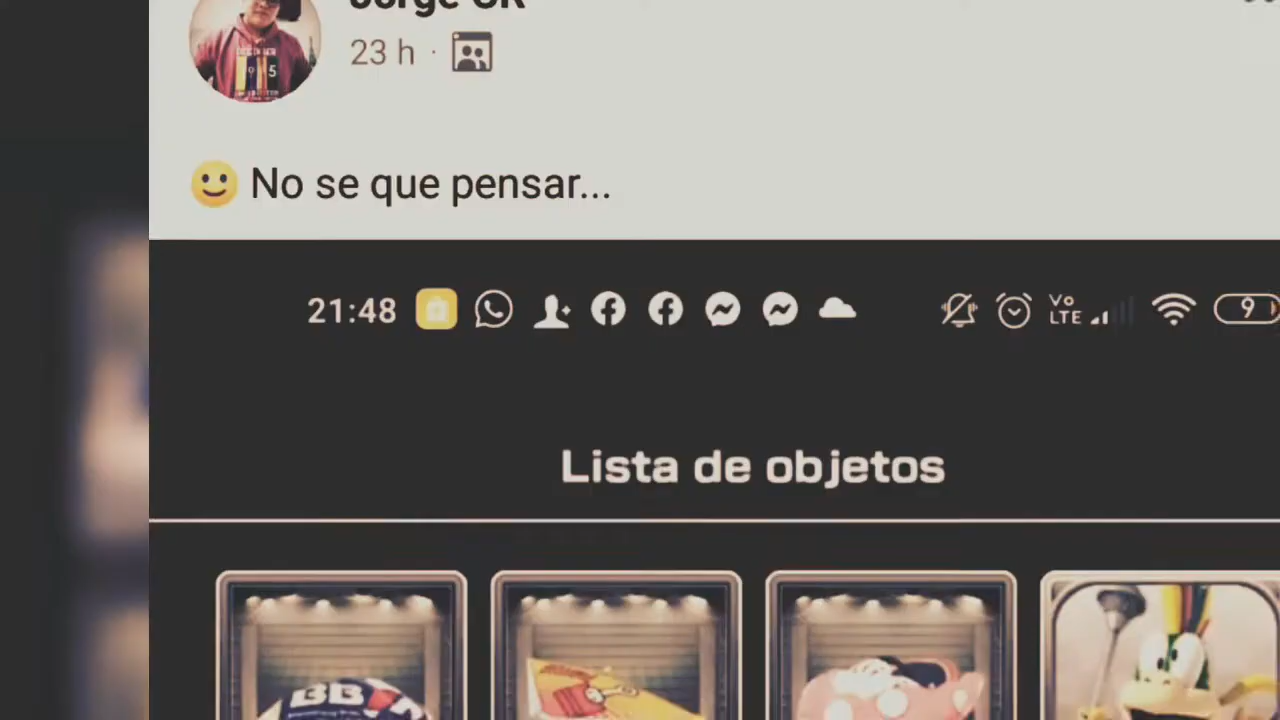 23 h ·
🙂 No se que pensar...
21:48
Vo
LTE
9
Lista de objetos